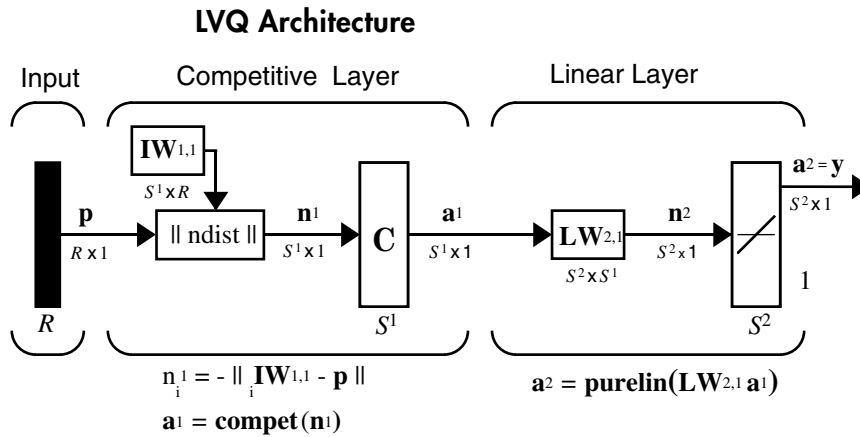 LVQ Architecture
Input
Competitive Layer
Linear Layer
IW1,1
S1 x R
p
R x 1
|| ndist ||
n1
S1 x 1
C
a1
S1 x 1
LW2,1
S2 x S1
n2
S2 x 1
a2 = y
S2 x 1
1
R
S1
S2
ni1 = - || iIW1,1 - p ||
a1 = compet(n1)
a2 = purelin(LW2,1 a1)